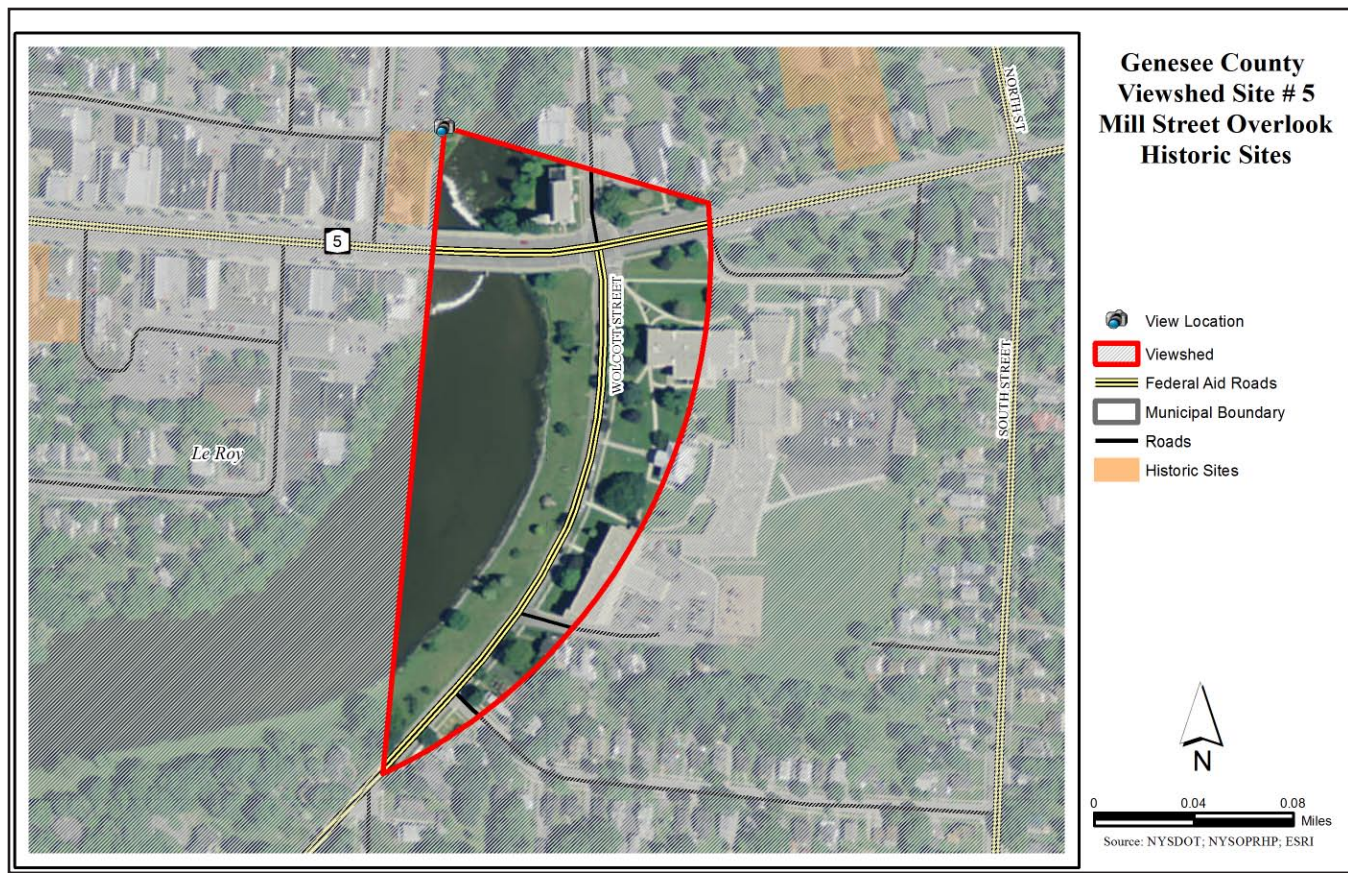 Genesee County
Viewshed Site # 5
Mill Street Overlook
Historic Sites
NORTH ST
5
WOLCOTT STREET
SOUTH STREET
Le Roy
View Location
Viewshed
Federal Aid Roads
Municipal Boundary
Roads
Historic Sites
N
0 0.04 0.08
Miles
Source: NYSDOT; NYSOPRHP; ESRI